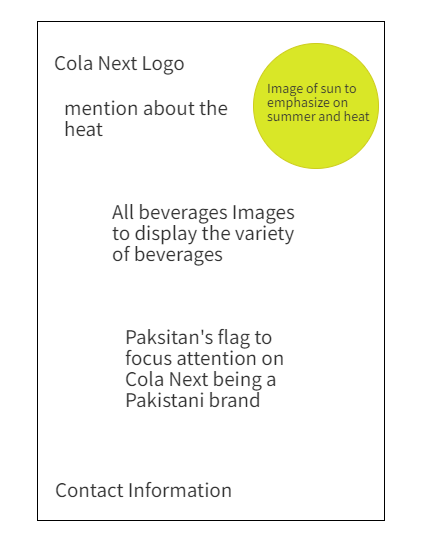 Cola Next Logo
mention about the
heat
Image of sun to
emphasize on
summer and heat
All beverages Images
to display the variety
of beverages
Paksitan's flag to
focus attention on
Cola Next being a
Pakistani brand
Contact Information